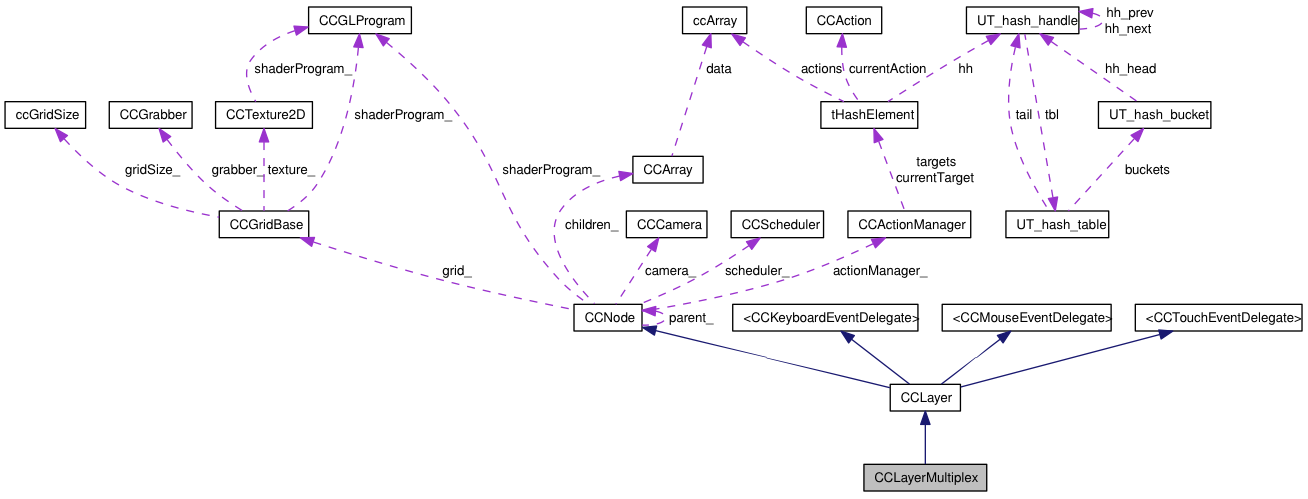 CCGLProgram
ccArray
CCAction
UT_hash_handle
hh_prev
hh_next
shaderProgram_
data
actions
currentAction
hh
hh_head
ccGridSize
CCGrabber
CCTexture2D
shaderProgram_
tHashElement
tail
tbl
UT_hash_bucket
gridSize_
grabber_
texture_
shaderProgram_
CCArray
targets
currentTarget
buckets
CCGridBase
children_
CCCamera
CCScheduler
CCActionManager
UT_hash_table
grid_
camera_
scheduler_
actionManager_
CCNode
parent_
<CCKeyboardEventDelegate>
<CCMouseEventDelegate>
<CCTouchEventDelegate>
CCLayer
CCLayerMultiplex